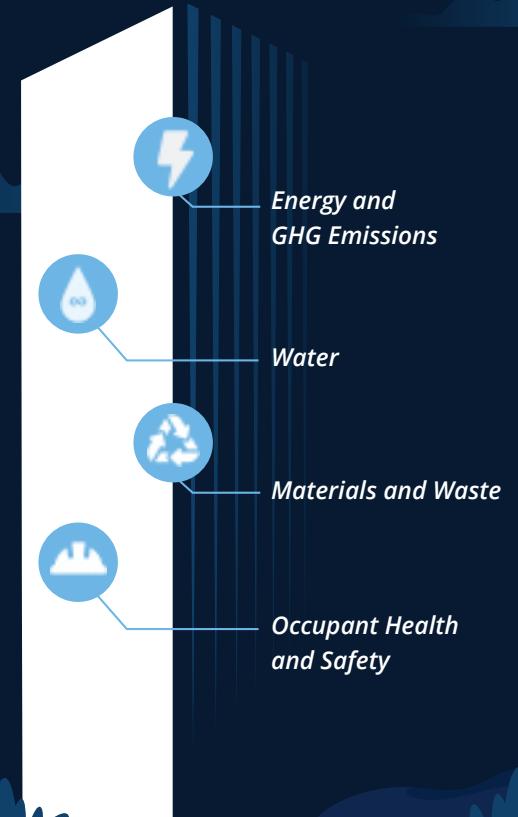 Energy and
GHG Emissions
Water
Materials and Waste
Occupant Health
and Safety